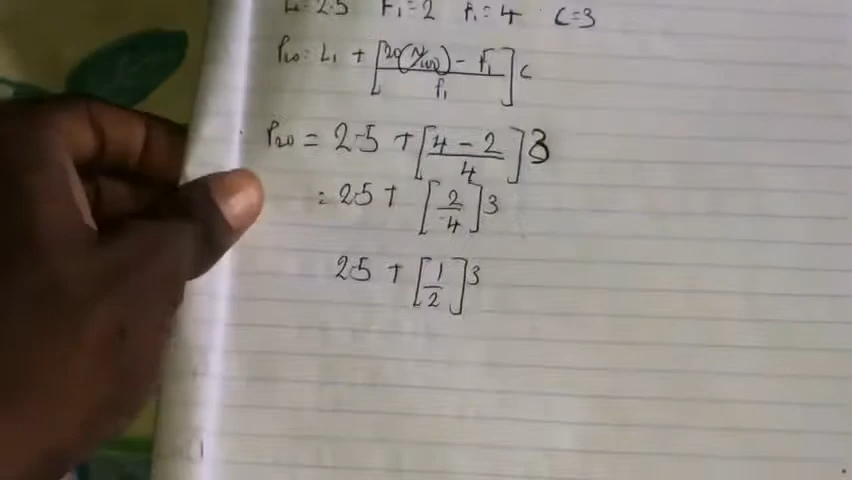 L₁ = 2.5 F₁ = 2 f₁ = 4 C = 3
P₂₀ = L₁ + [20(N/100) - F₁ / f₁] c
P₂₀ = 2.5 + [4 - 2 / 4] 3
= 2.5 + [2/4] 3
2.5 + [1/2] 3